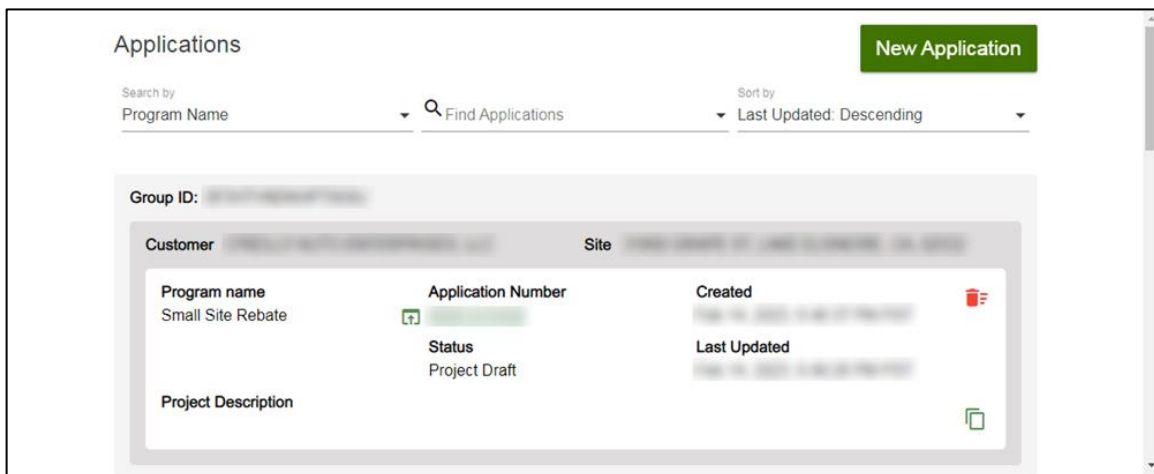 Applications
New Application
Search by
Program Name
Find Applications
Sort by
Last Updated: Descending
Group ID:
Customer
Site
Program name
Small Site Rebate
Application Number
Created
Status
Project Draft
Last Updated
Project Description